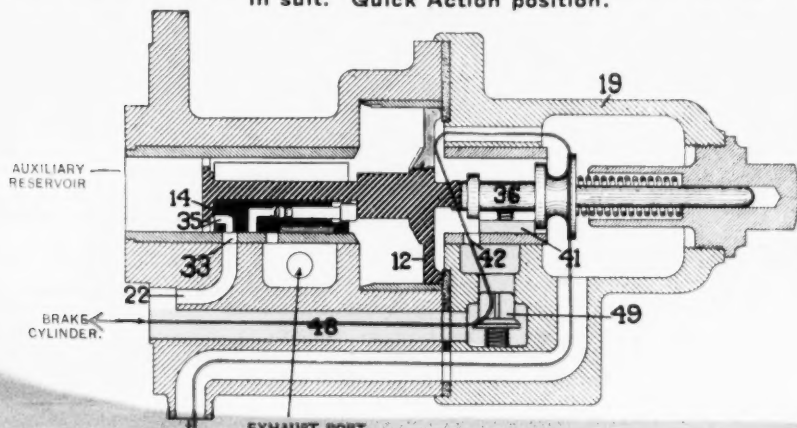 in suit. Quick Action position.
19
AUXILIARY
RESERVOIR
14
36
35
33
12
42
41
22
49
BRAKE
CYLINDER.
48
EXHAUST PORT